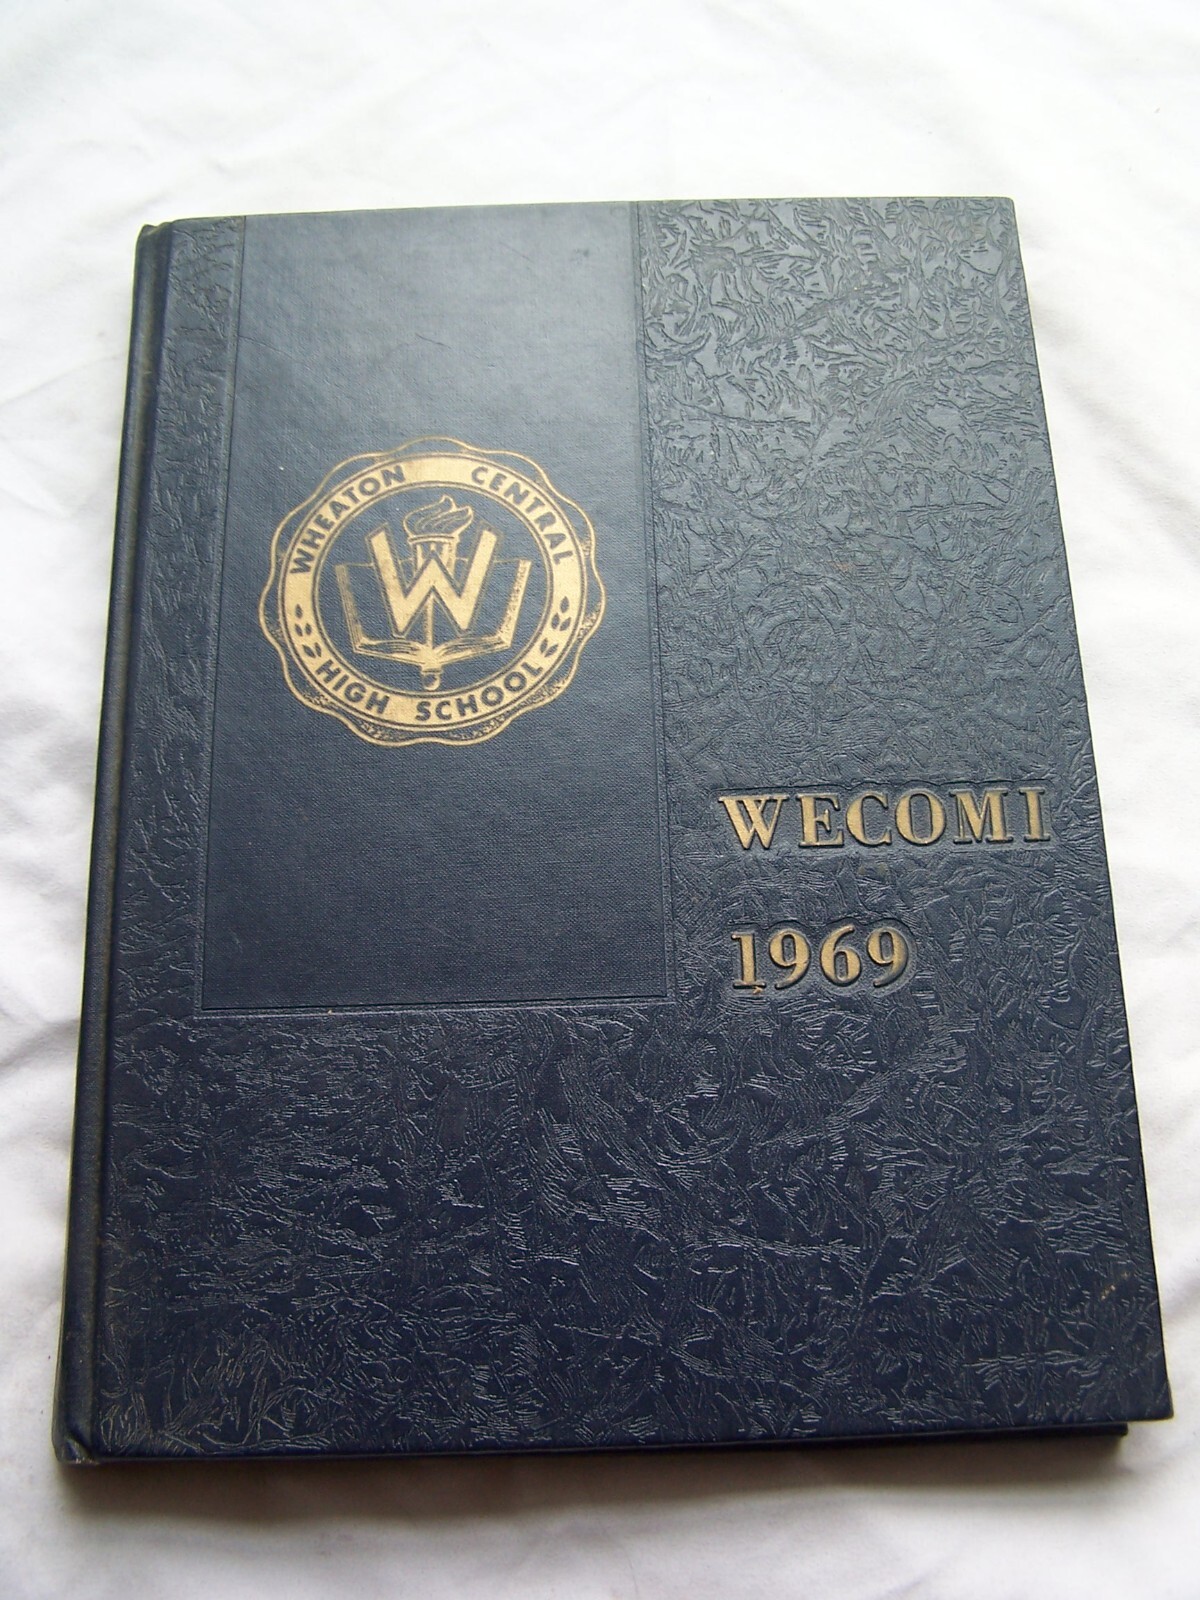 WHEATON CENTRAL
HIGH SCHOOL
W
WECOMI
1969